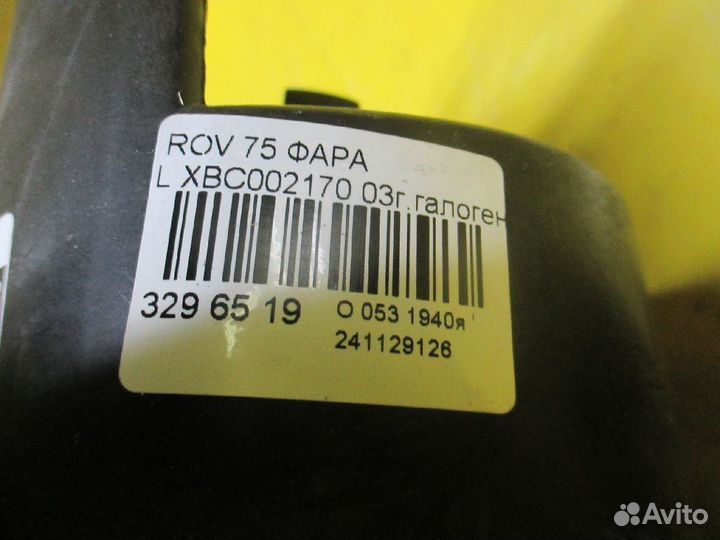 ROV 75 ФАРА
L XBC002170 03г.галоген
329 65 19
О 053 1940я
241129126
Avito